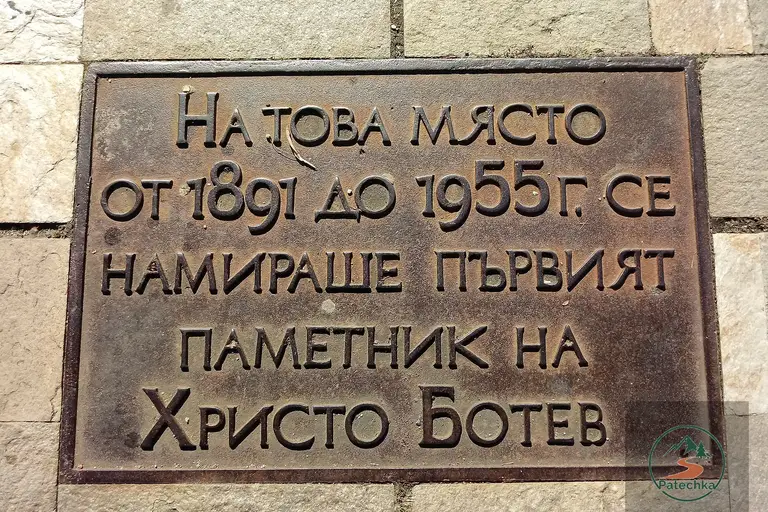 На това място
от 1891 до 1955 г. се
намираше първият
паметник на
Христо Ботев
Patechka